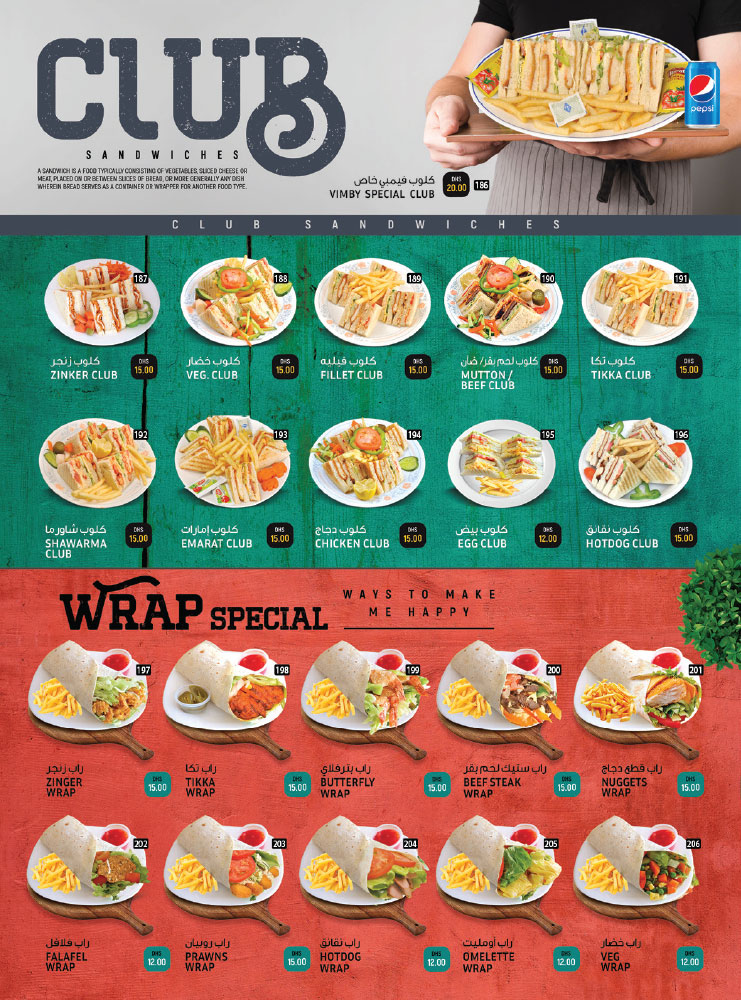 CLUB
SANDWICHES
A SANDWICH IS A FOOD TYPICALLY CONSISTING OF VEGETABLES, SLICED CHEESE OR
MEAT, PLACED ON OR BETWEEN SLICES OF BREAD, OR MORE GENERALLY ANY DISH
WHEREIN BREAD SERVES AS A CONTAINER OR WRAPPER FOR ANOTHER FOOD TYPE.
pepsi
كلوب فيمبي خاص
VIMBY SPECIAL CLUB
DHS
20.00
186
CLUB SANDWICHES
187
كلوب زنجر
ZINKER CLUB
DHS
15.00
188
كلوب خضار
VEG. CLUB
DHS
15.00
189
كلوب فيليه
FILLET CLUB
DHS
15.00
190
كلوب لحم بقر/ ضان
MUTTON /
BEEF CLUB
DHS
15.00
191
كلوب تكا
TIKKA CLUB
DHS
15.00
192
كلوب شاورما
SHAWARMA
CLUB
DHS
15.00
193
كلوب إمارات
EMARAT CLUB
DHS
15.00
194
كلوب دجاج
CHICKEN CLUB
DHS
15.00
195
كلوب بيض
EGG CLUB
DHS
12.00
196
كلوب نقانق
HOTDOG CLUB
DHS
15.00
WRAP SPECIAL
WAYS TO MAKE
ME HAPPY
197
راب زنجر
ZINGER
WRAP
DHS
15.00
198
راب تكا
TIKKA
WRAP
DHS
15.00
199
راب بترفلاي
BUTTERFLY
WRAP
DHS
15.00
200
راب ستيك لحم بقر
BEEF STEAK
WRAP
DHS
15.00
201
راب قطع دجاج
NUGGETS
WRAP
DHS
15.00
202
راب فلافل
FALAFEL
WRAP
DHS
12.00
203
راب روبيان
PRAWNS
WRAP
DHS
15.00
204
راب نقانق
HOTDOG
WRAP
DHS
12.00
205
راب أومليت
OMELETTE
WRAP
DHS
12.00
206
راب خضار
VEG
WRAP
DHS
12.00